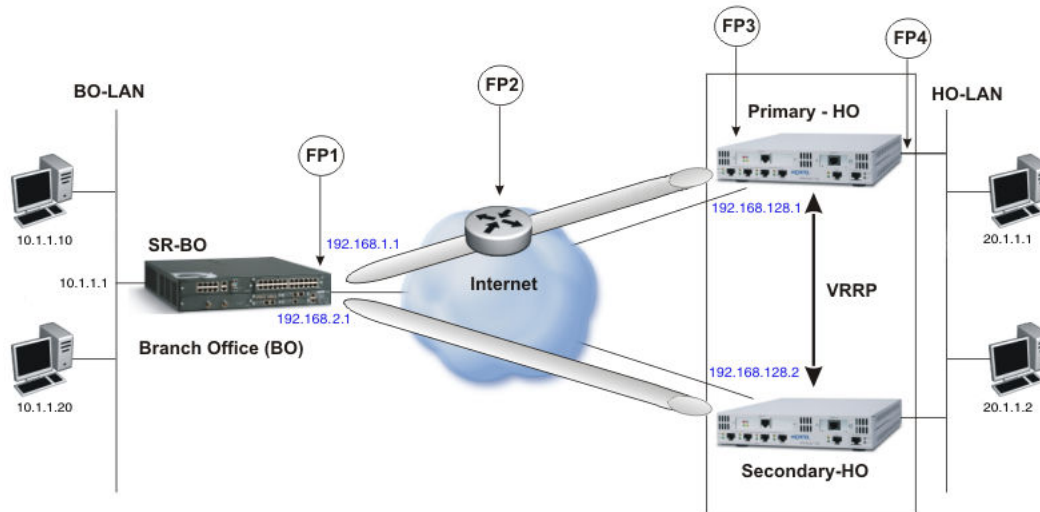 FP3
FP4
BO-LAN
FP2
Primary - HO
HO-LAN
FP1
192.168.128.1
10.1.1.10
SR-BO
192.168.1.1
20.1.1.1
10.1.1.1
Internet
VRRP
192.168.2.1
Branch Office (BO)
192.168.128.2
10.1.1.20
20.1.1.2
Secondary-HO